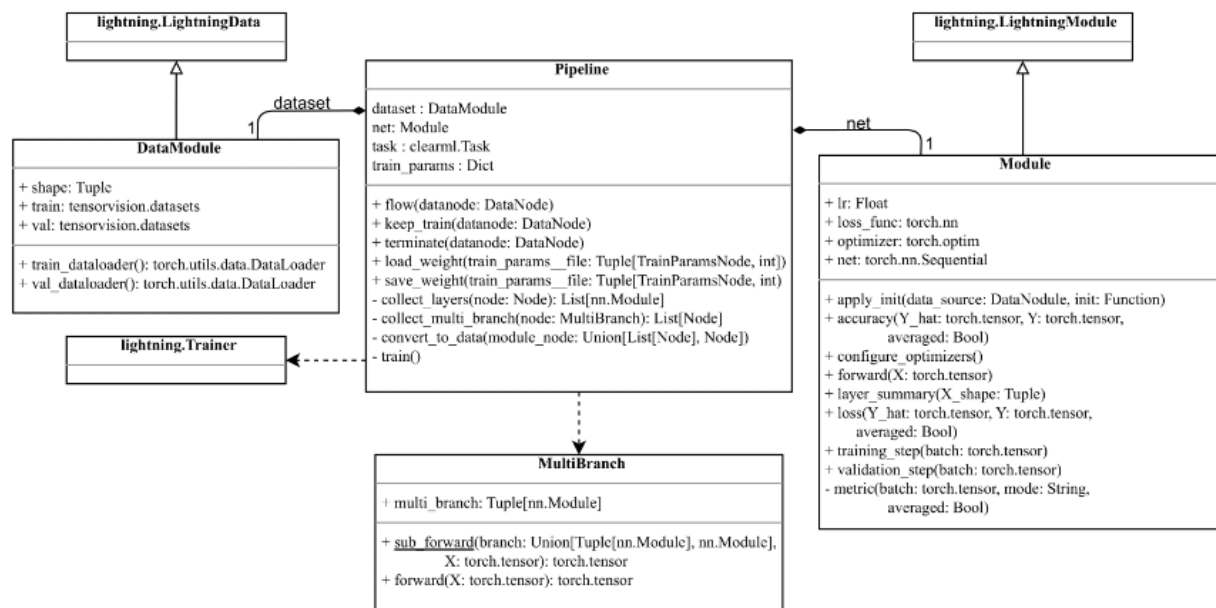 lightning.LightningData
lightning.LightningModule
dataset
1
DataModule
+ shape: Tuple
+ train: tensorvision.datasets
+ val: tensorvision.datasets
+ train_dataloader(): torch.utils.data.DataLoader
+ val_dataloader(): torch.utils.data.DataLoader
lightning.Trainer
Pipeline
dataset : DataModule
net: Module
task : clearml.Task
train_params : Dict
+ flow(datanode: DataNode)
+ keep_train(datanode: DataNode)
+ terminate(datanode: DataNode)
+ load_weight(train_params__file: Tuple[TrainParamsNode, int])
+ save_weight(train_params__file: Tuple[TrainParamsNode, int)
- collect_layers(node: Node): List[nn.Module]
- collect_multi_branch(node: MultiBranch): List[Node]
- convert_to_data(module_node: Union[List[Node], Node])
- train()
net
1
Module
+ lr: Float
+ loss_func: torch.nn
+ optimizer: torch.optim
+ net: torch.nn.Sequential
+ apply_init(data_source: DataNodule, init: Function)
+ accuracy(Y_hat: torch.tensor, Y: torch.tensor,
averaged: Bool)
+ configure_optimizers()
+ forward(X: torch.tensor)
+ layer_summary(X_shape: Tuple)
+ loss(Y_hat: torch.tensor, Y: torch.tensor,
averaged: Bool)
+ training_step(batch: torch.tensor)
+ validation_step(batch: torch.tensor)
- metric(batch: torch.tensor, mode: String,
averaged: Bool)
MultiBranch
+ multi_branch: Tuple[nn.Module]
+ sub_forward(branch: Union[Tuple[nn.Module], nn.Module],
X: torch.tensor): torch.tensor
+ forward(X: torch.tensor): torch.tensor